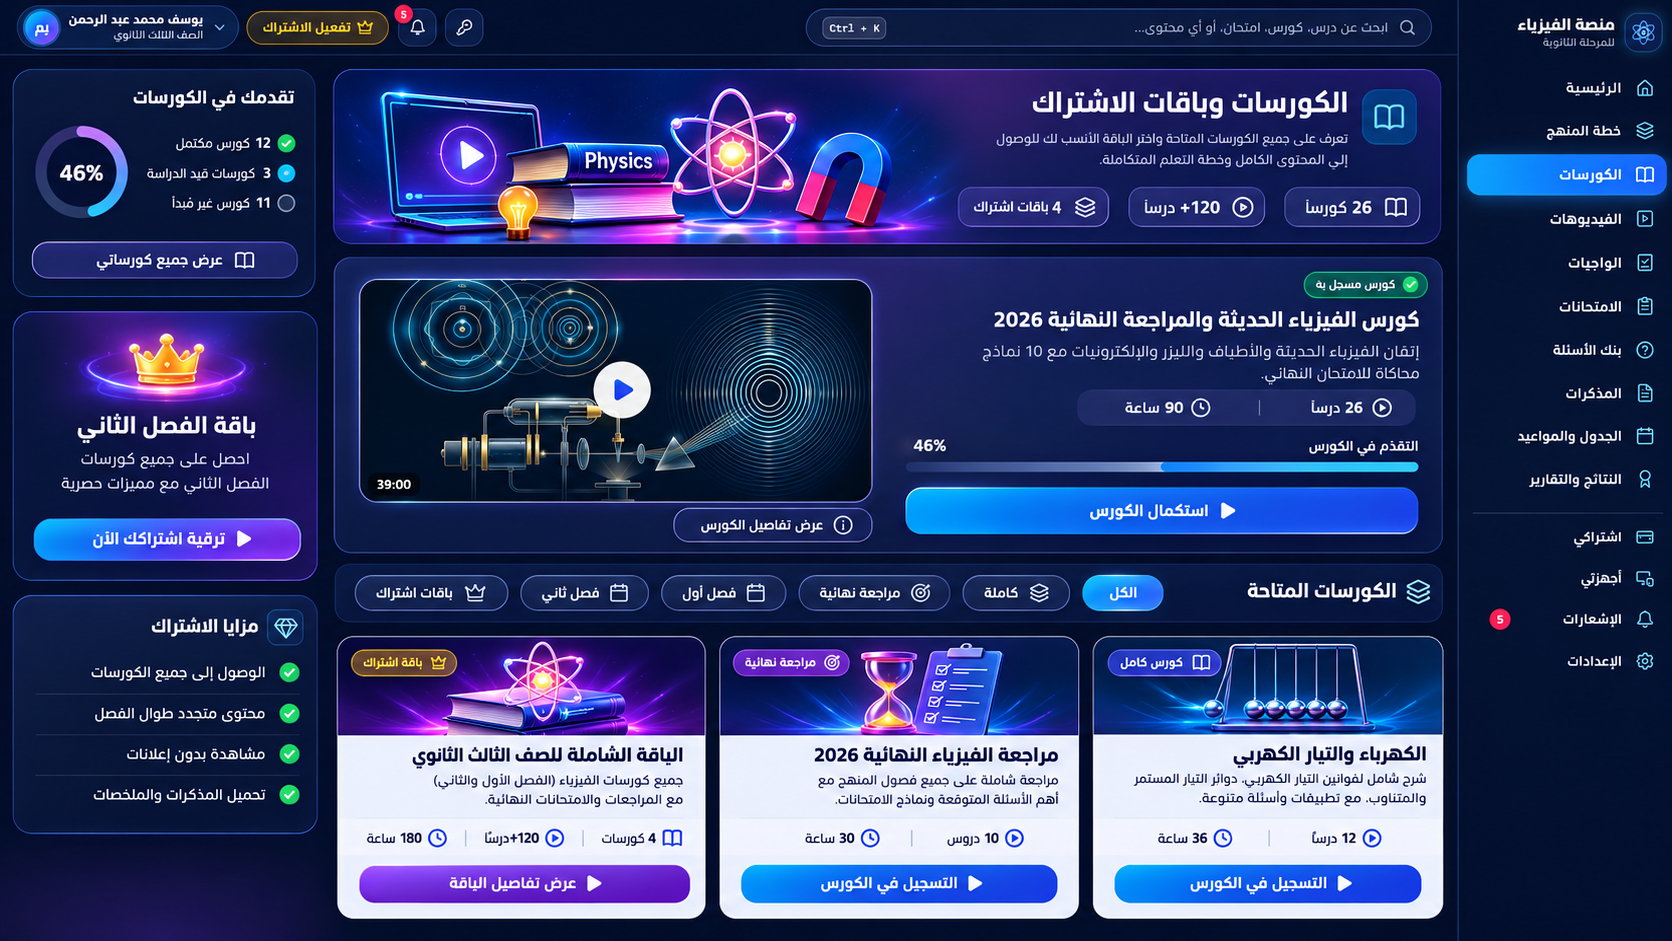 منصة الفيزياء
للمرحلة الثانوية
الرئيسية
خطة المنهج
الكورسات
الفيديوهات
الواجبات
الامتحانات
بنك الأسئلة
المذكرات
الجدول والمواعيد
النتائج والتقارير
اشتراكي
أجهزتي
الإشعارات
5
الإعدادات
ابحث عن درس، كورس، امتحان، أو أي محتوى...
Ctrl + K
5
تفعيل الاشتراك
يوسف محمد عبد الرحمن
الصف الثالث الثانوي
بم
الكورسات وباقات الاشتراك
تعرف على جميع الكورسات المتاحة واختر الباقة الأنسب لك للوصول
إلي المحتوى الكامل وخطة التعلم المتكاملة.
26 كورساً
120+ درساً
4 باقات اشتراك
Physics
كورس مسجل بة
كورس الفيزياء الحديثة والمراجعة النهائية 2026
إتقان الفيزياء الحديثة والأطياف والليزر والإلكترونيات مع 10 نماذج
محاكاة للامتحان النهائي.
26 درساً
90 ساعة
التقدم في الكورس
46%
استكمال الكورس
39:00
عرض تفاصيل الكورس
الكورسات المتاحة
الكل
كاملة
مراجعة نهائية
فصل أول
فصل ثاني
باقات اشتراك
كورس كامل
الكهرباء والتيار الكهربي
شرح شامل لقوانين التيار الكهربي، دوائر التيار المستمر
والمتناوب، مع تطبيقات وأسئلة متنوعة.
12 درساً
36 ساعة
التسجيل في الكورس
مراجعة نهائية
مراجعة الفيزياء النهائية 2026
مراجعة شاملة على جميع فصول المنهج مع
أهم الأسئلة المتوقعة ونماذج الامتحانات.
10 دروس
30 ساعة
التسجيل في الكورس
باقة اشتراك
الباقة الشاملة للصف الثالث الثانوي
جميع كورسات الفيزياء (الفصل الأول والثاني)
مع المراجعات والامتحانات النهائية.
4 كورسات
120+درسًا
180 ساعة
عرض تفاصيل الباقة
تقدمك في الكورسات
12 كورس مكتمل
3 كورسات قيد الدراسة
11 كورس غير مُبدأ
46%
عرض جميع كورساتي
باقة الفصل الثاني
احصل على جميع كورسات
الفصل الثاني مع مميزات حصرية
ترقية اشتراكك الآن
مزايا الاشتراك
الوصول إلى جميع الكورسات
محتوى متجدد طوال الفصل
مشاهدة بدون إعلانات
تحميل المذكرات والملخصات